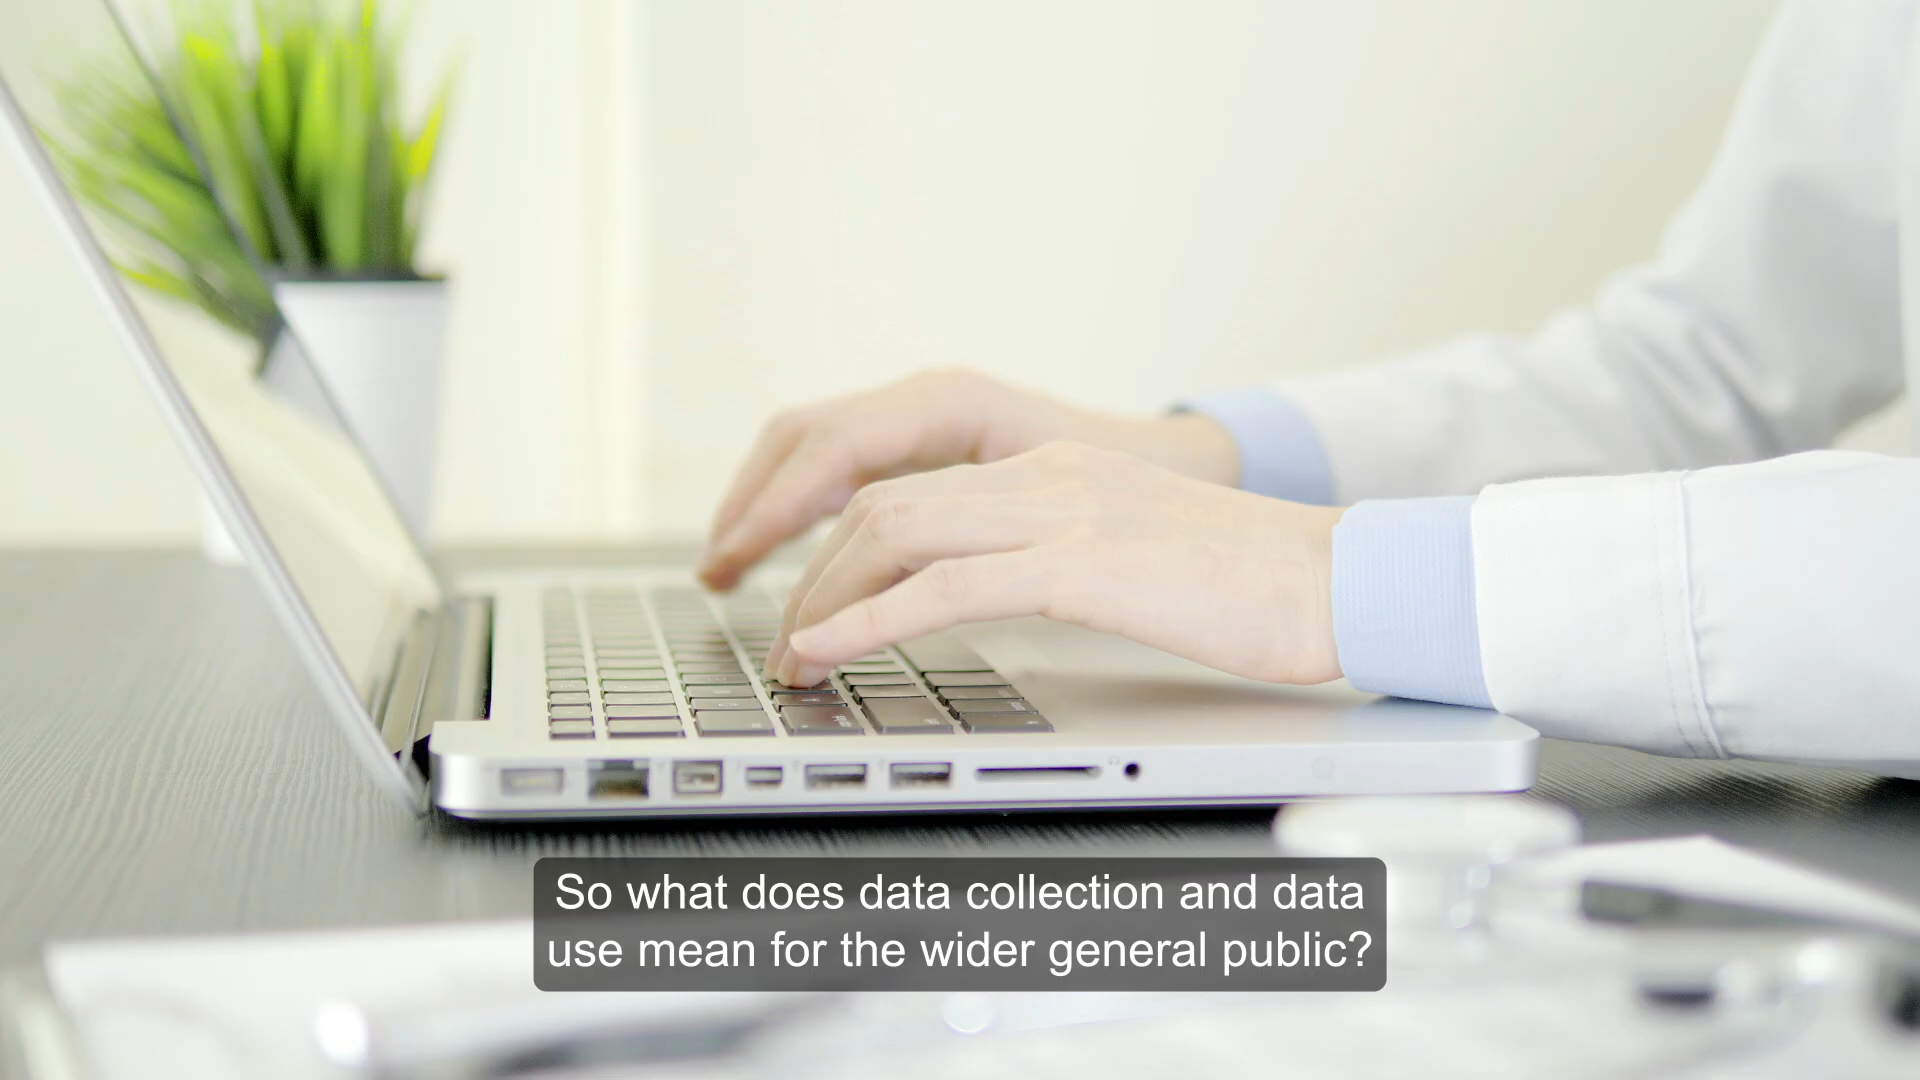 So what does data collection and data
use mean for the wider general public?